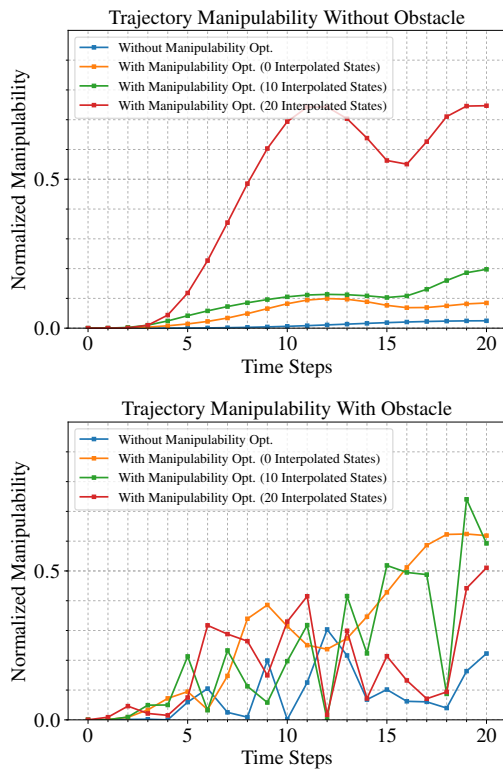 Trajectory Manipulability Without Obstacle
Without Manipulability Opt.
With Manipulability Opt. (0 Interpolated States)
With Manipulability Opt. (10 Interpolated States)
With Manipulability Opt. (20 Interpolated States)
Normalized Manipulability
0.5
0.0
0 5 10 15 20
Time Steps
Trajectory Manipulability With Obstacle
Without Manipulability Opt.
With Manipulability Opt. (0 Interpolated States)
With Manipulability Opt. (10 Interpolated States)
With Manipulability Opt. (20 Interpolated States)
Normalized Manipulability
0.5
0.0
0 5 10 15 20
Time Steps